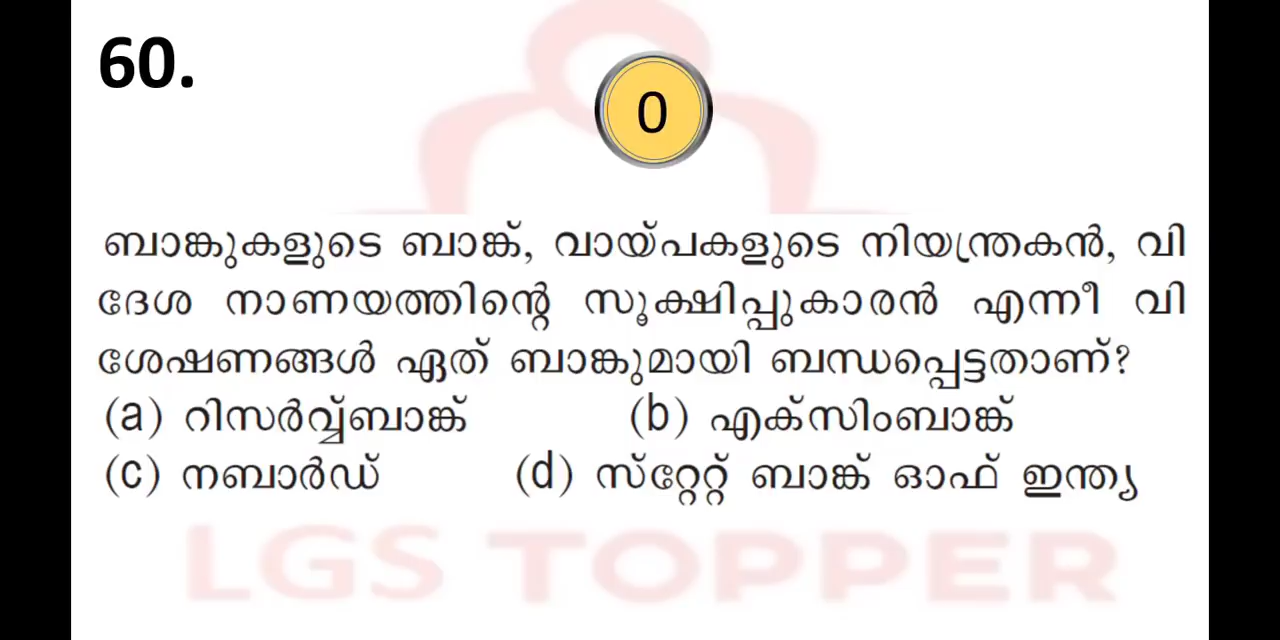 60.
0
ബാങ്കുകളുടെ ബാങ്ക്, വായ്പകളുടെ നിയന്ത്രകൻ, വി
ദേശ നാണയത്തിന്റെ സൂക്ഷിപ്പുകാരൻ എന്നീ വി
ശേഷണങ്ങൾ ഏത് ബാങ്കുമായി ബന്ധപ്പെട്ടതാണ്?
(a) റിസർവ്വ്ബാങ്ക് (b) എക്സിംബാങ്ക്
(c) നബാർഡ് (d) സ്റ്റേറ്റ് ബാങ്ക് ഓഫ് ഇന്ത്യ
LGS TOPPER